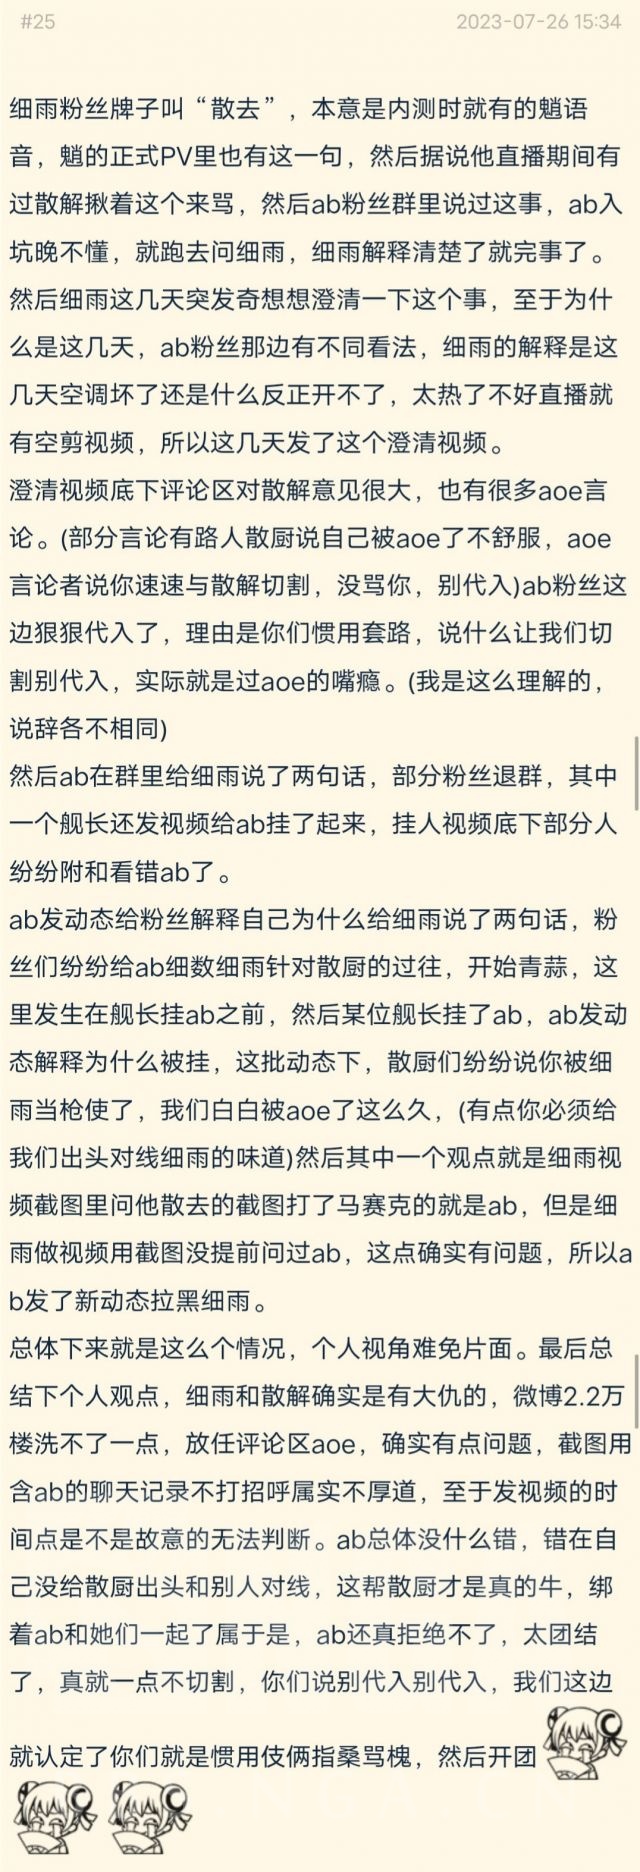 #25
2023-07-26 15:34
细雨粉丝牌子叫“散去”，本意是内测时就有的魈语
音，魈的正式PV里也有这一句，然后据说他直播期间有
过散解揪着这个来骂，然后ab粉丝群里说过这事，ab入
坑晚不懂，就跑去问细雨，细雨解释清楚了就完事了。
然后细雨这几天突发奇想想澄清一下这个事，至于为什
么是这几天，ab粉丝那边有不同看法，细雨的解释是这
几天空调坏了还是什么反正开不了，太热了不好直播就
有空剪视频，所以这几天发了这个澄清视频。
澄清视频底下评论区对散解意见很大，也有很多aoe言
论。(部分言论有路人散厨说自己被aoe了不舒服，aoe
言论者说你速速与散解切割，没骂你，别代入)ab粉丝这
边狠狠代入了，理由是你们惯用套路，说什么让我们切
割别代入，实际就是过aoe的嘴瘾。(我是这么理解的，
说辞各不相同)
然后ab在群里给细雨说了两句话，部分粉丝退群，其中
一个舰长还发视频给ab挂了起来，挂人视频底下部分人
纷纷附和看错ab了。
ab发动态给粉丝解释自己为什么给细雨说了两句话，粉
丝们纷纷给ab细数细雨针对散厨的过往，开始青蒜，这
里发生在舰长挂ab之前，然后某位舰长挂了ab，ab发动
态解释为什么被挂，这批动态下，散厨们纷纷说你被细
雨当枪使了，我们白白被aoe了这么久，(有点你必须给
我们出头对线细雨的味道)然后其中一个观点就是细雨视
频截图里问他散去的截图打了马赛克的就是ab，但是细
雨做视频用截图没提前问过ab，这点确实有问题，所以a
b发了新动态拉黑细雨。
总体下来就是这么个情况，个人视角难免片面。最后总
结下个人观点，细雨和散解确实是有大仇的，微博2.2万
楼洗不了一点，放任评论区aoe，确实有点问题，截图用
含ab的聊天记录不打招呼属实不厚道，至于发视频的时
间点是不是故意的无法判断。ab总体没什么错，错在自
己没给散厨出头和别人对线，这帮散厨才是真的牛，绑
着ab和她们一起了属于是，ab还真拒绝不了，太团结
了，真就一点不切割，你们说别代入别代入，我们这边
就认定了你们就是惯用伎俩指桑骂槐，然后开团